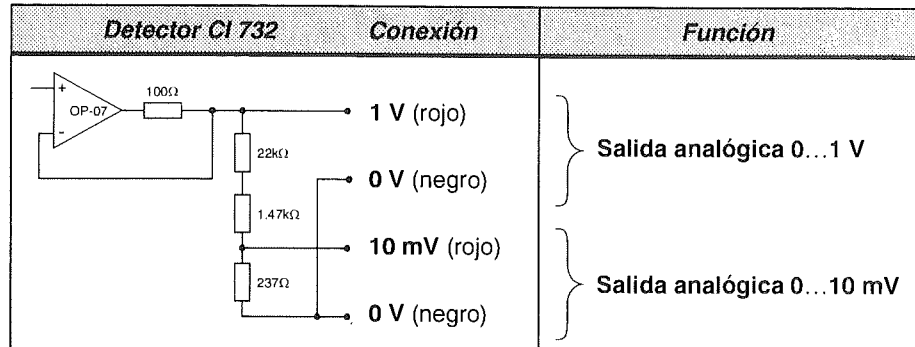 Detector CI 732 Conexión Función
+
OP-07
-
100Ω
1 V (rojo)
22kΩ
Salida analógica 0...1 V
0 V (negro)
1.47kΩ
10 mV (rojo)
237Ω
Salida analógica 0...10 mV
0 V (negro)